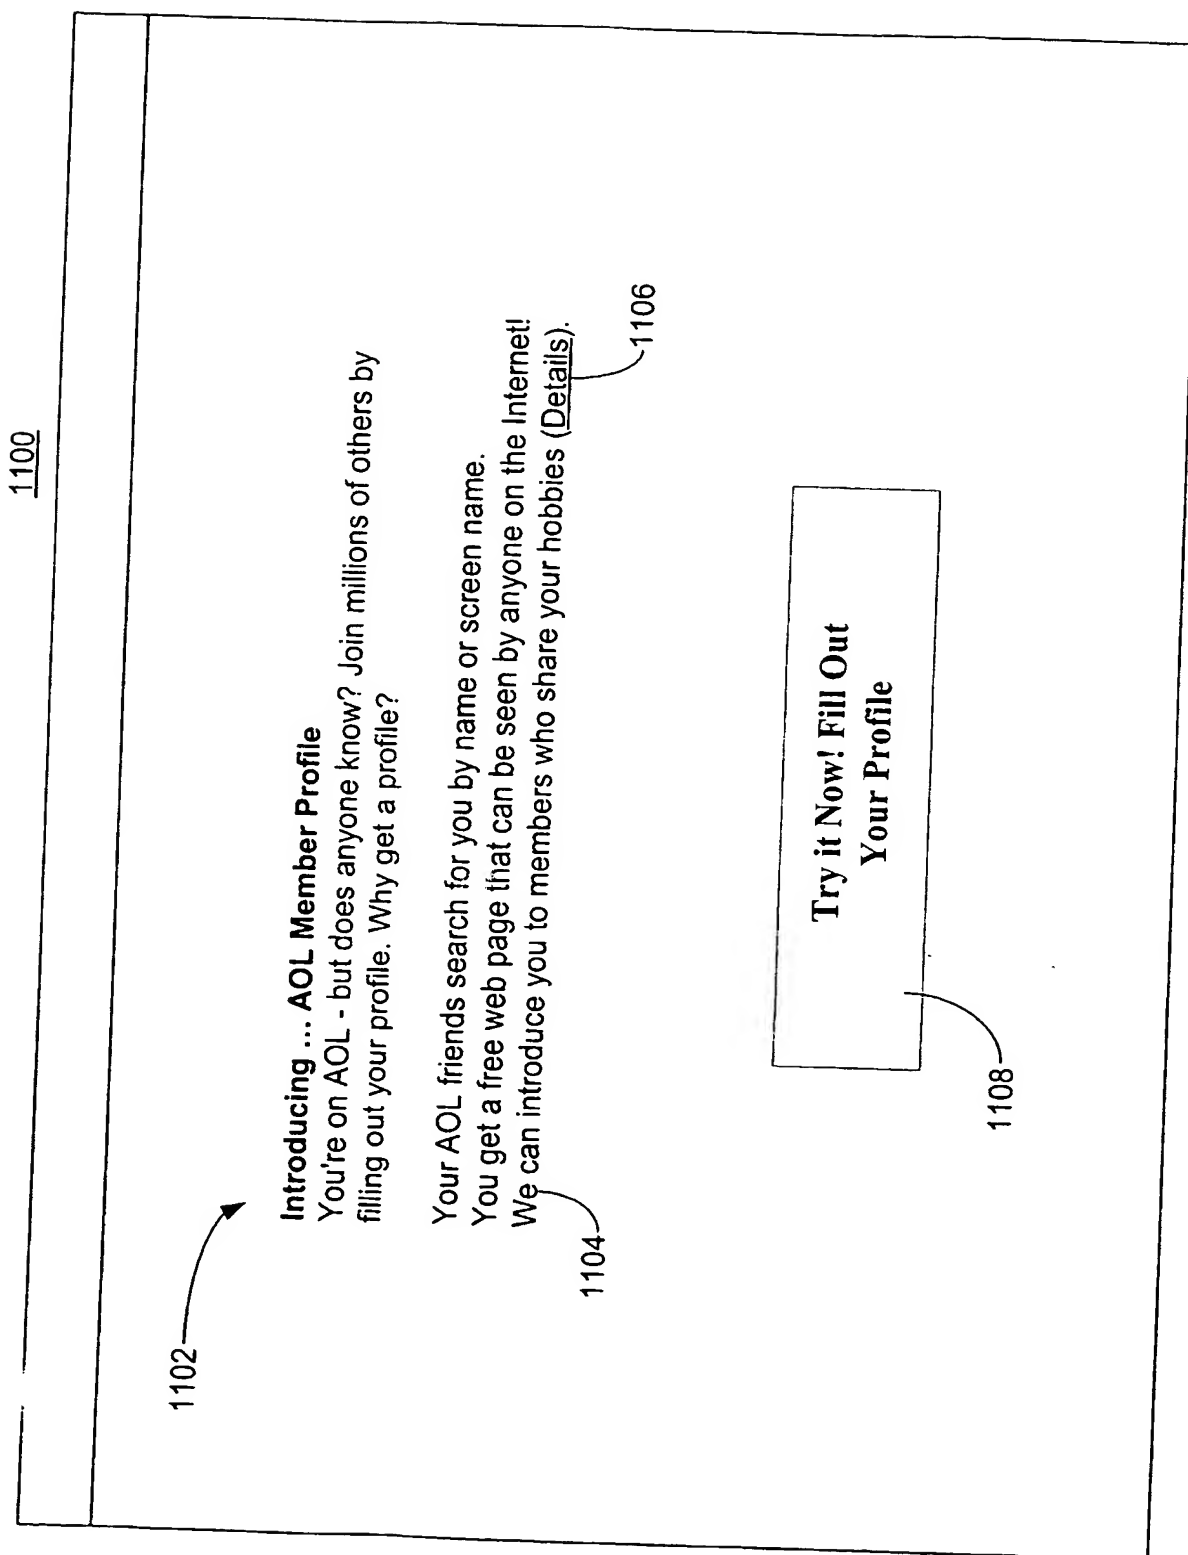 1100
1102
Introducing ... AOL Member Profile
You're on AOL - but does anyone know? Join millions of others by
filling out your profile. Why get a profile?
Your AOL friends search for you by name or screen name.
You get a free web page that can be seen by anyone on the Internet!
We can introduce you to members who share your hobbies (Details).
1104
1106
Try it Now! Fill Out
Your Profile
1108